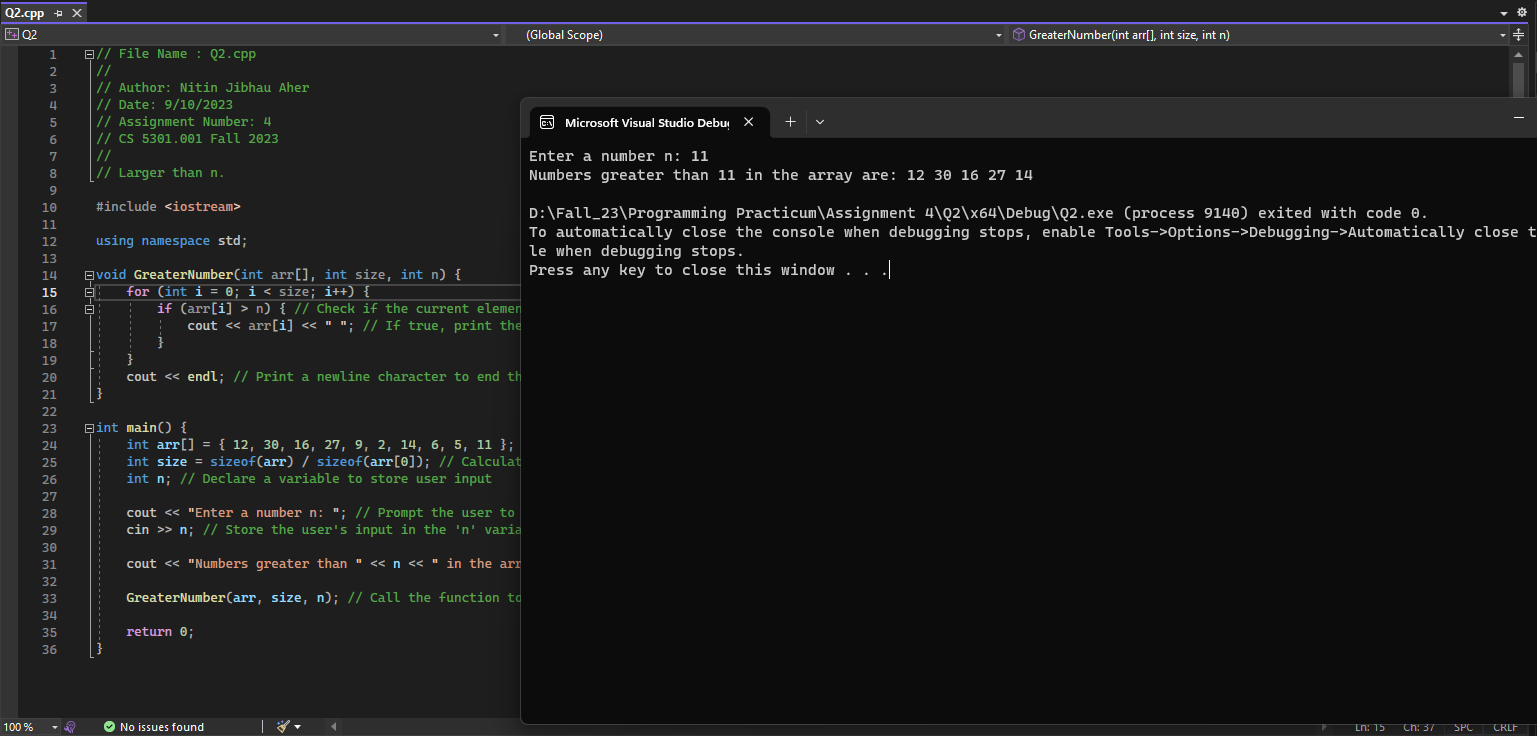 Q2.cpp
Q2 (Global Scope) GreaterNumber(int arr[], int size, int n)
1 // File Name : Q2.cpp
2 //
3 // Author: Nitin Jibhau Aher
4 // Date: 9/10/2023
5 // Assignment Number: 4
6 // CS 5301.001 Fall 2023
7 //
8 // Larger than n.
9
10 #include <iostream>
11
12 using namespace std;
13
14 void GreaterNumber(int arr[], int size, int n) {
15 for (int i = 0; i < size; i++) {
16 if (arr[i] > n) { // Check if the current elemen
17 cout << arr[i] << " "; // If true, print the
18 }
19 }
20 cout << endl; // Print a newline character to end th
21 }
22
23 int main() {
24 int arr[] = { 12, 30, 16, 27, 9, 2, 14, 6, 5, 11 };
25 int size = sizeof(arr) / sizeof(arr[0]); // Calculat
26 int n; // Declare a variable to store user input
27
28 cout << "Enter a number n: "; // Prompt the user to
29 cin >> n; // Store the user's input in the 'n' varia
30
31 cout << "Numbers greater than " << n << " in the arr
32
33 GreaterNumber(arr, size, n); // Call the function to
34
35 return 0;
36 }
Microsoft Visual Studio Debug
Enter a number n: 11
Numbers greater than 11 in the array are: 12 30 16 27 14
D:\Fall_23\Programming Practicum\Assignment 4\Q2\x64\Debug\Q2.exe (process 9140) exited with code 0.
To automatically close the console when debugging stops, enable Tools->Options->Debugging->Automatically close t
le when debugging stops.
Press any key to close this window . . .
100 % No issues found Ln: 15 Ch: 37 SPC CRLF